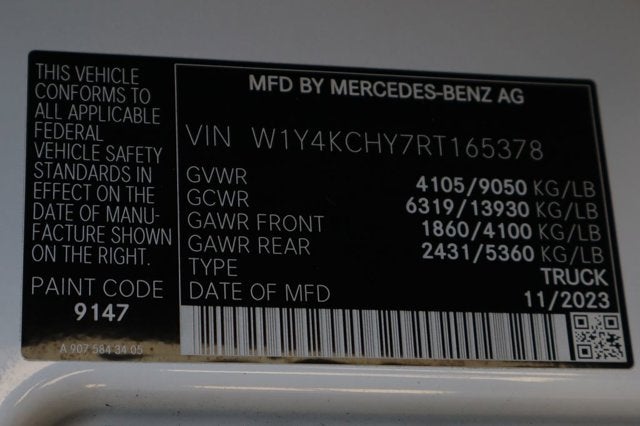 THIS VEHICLE
CONFORMS TO
ALL APPLICABLE
FEDERAL
VEHICLE SAFETY
STANDARDS IN
EFFECT ON THE
DATE OF MANU-
FACTURE SHOWN
ON THE RIGHT.
PAINT CODE
9147
A 907 584 34 05
MFD BY MERCEDES-BENZ AG
VIN W1Y4KCHY7RT165378
GVWR 4105/9050 KG/LB
GCWR 6319/13930 KG/LB
GAWR FRONT 1860/4100 KG/LB
GAWR REAR 2431/5360 KG/LB
TYPE TRUCK
DATE OF MFD 11/2023